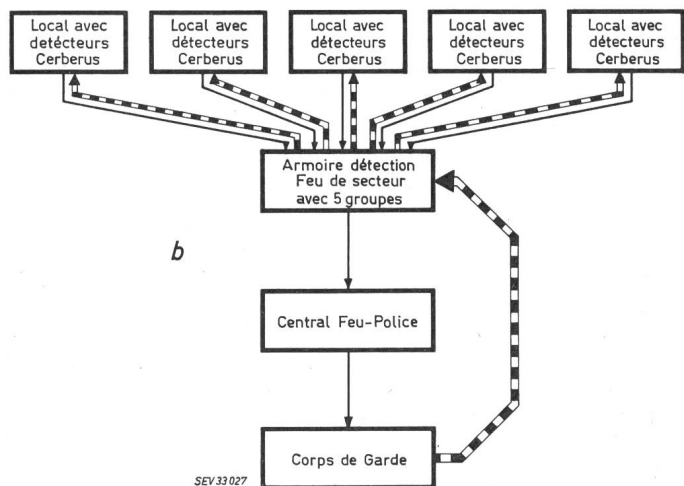 Local avec
detécteurs
Cerberus
Local avec
détecteurs
Cerberus
Local avec
détecteurs
Cerberus
Local avec
détecteurs
Cerberus
Local avec
détecteurs
Cerberus
Armoire détection
Feu de secteur
avec 5 groupes
b
Central Feu-Police
Corps de Garde
SEV 33 027